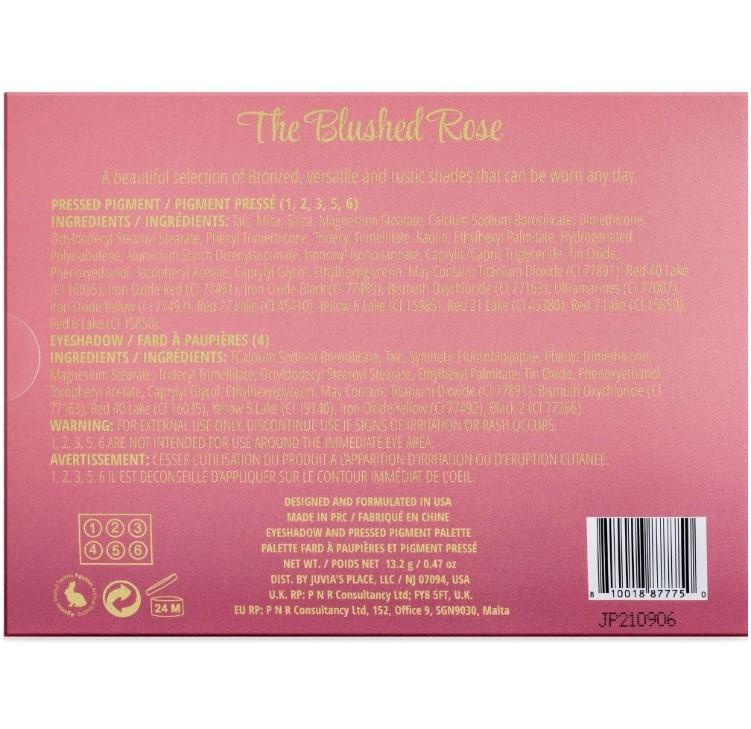 The Blushed Rose
A beautiful selection of Bronzed, versatile and rustic shades that can be worn any day.
PRESSED PIGMENT / PIGMENT PRESSÉ (1, 2, 3, 5, 6)
INGREDIENTS / INGRÉDIENTS: Talc, Mica, Silica, Magnesium Stearate, Calcium Sodium Borosilicate, Dimethicone,
Octyldodecyl Stearoyl Stearate, Phenyl Trimethicone, Tridecyl Trimellitate, Kaolin, Ethylhexyl Palmitate, Hydrogenated
Polyisobutene, Aluminum Starch Octenylsuccinate, Isononyl Isononanoate, Caprylic/Capric Triglyceride, Tin Oxide,
Phenoxyethanol, Tocopheryl Acetate, Caprylyl Glycol, Ethylhexylglycerin, May Contain: Titanium Dioxide (CI 77891), Red 40 Lake
(CI 16035), Iron Oxide Red (CI 77491), Iron Oxide Black (CI 77499), Bismuth Oxychloride (CI 77163), Ultramarines (CI 77007),
Iron Oxide Yellow (CI 77492), Red 27 Lake (CI 45410), Yellow 6 Lake (CI 15985), Red 21 Lake (CI 45380), Red 7 Lake (CI 15850),
Red 6 Lake (CI 15850).
EYESHADOW / FARD À PAUPIÈRES (4)
INGREDIENTS / INGRÉDIENTS: TCalcium Sodium Borosilicate, Talc, Synthetic Fluorphlogopite, Phenyl Trimethicone,
Magnesium Stearate, Tridecyl Trimellitate, Octyldodecyl Stearoyl Stearate, Ethylhexyl Palmitate, Tin Oxide, Phenoxyethanol,
Tocopheryl Acetate, Caprylyl Glycol, Ethylhexylglycerin, May Contain: Titanium Dioxide (CI 77891), Bismuth Oxychloride (CI
77163), Red 40 Lake (CI 16035), Yellow 5 Lake (CI 19140), Iron Oxide Yellow (CI 77492), Black 2 (CI 77266).
WARNING: FOR EXTERNAL USE ONLY. DISCONTINUE USE IF SIGNS OF IRRITATION OR RASH OCCURS.
1, 2, 3, 5, 6 ARE NOT INTENDED FOR USE AROUND THE IMMEDIATE EYE AREA.
AVERTISSEMENT: CESSER L'UTILISATION DU PRODUIT A L'APPARITION D'IRRITATION OU D'ERUPTION CUTANEE.
1, 2, 3, 5, 6 IL EST DECONSEILLÉ D'APPLIQUER SUR LE CONTOUR IMMÉDIAT DE L'OEIL.
DESIGNED AND FORMULATED IN USA
MADE IN PRC / FABRIQUÉ EN CHINE
EYESHADOW AND PRESSED PIGMENT PALETTE
PALETTE FARD À PAUPIÈRES ET PIGMENT PRESSÉ
NET WT. / POIDS NET 13.2 g / 0.47 oz
DIST. BY JUVIA'S PLACE, LLC / NJ 07094, USA
U.K. RP: P N R Consultancy Ltd; FY8 5FT, U.K.
EU RP: P N R Consultancy Ltd, 152, Office 9, SGN9030, Malta
1 2 3
4 5 6
Against
24 M
8 10018 87775 0
JP210906